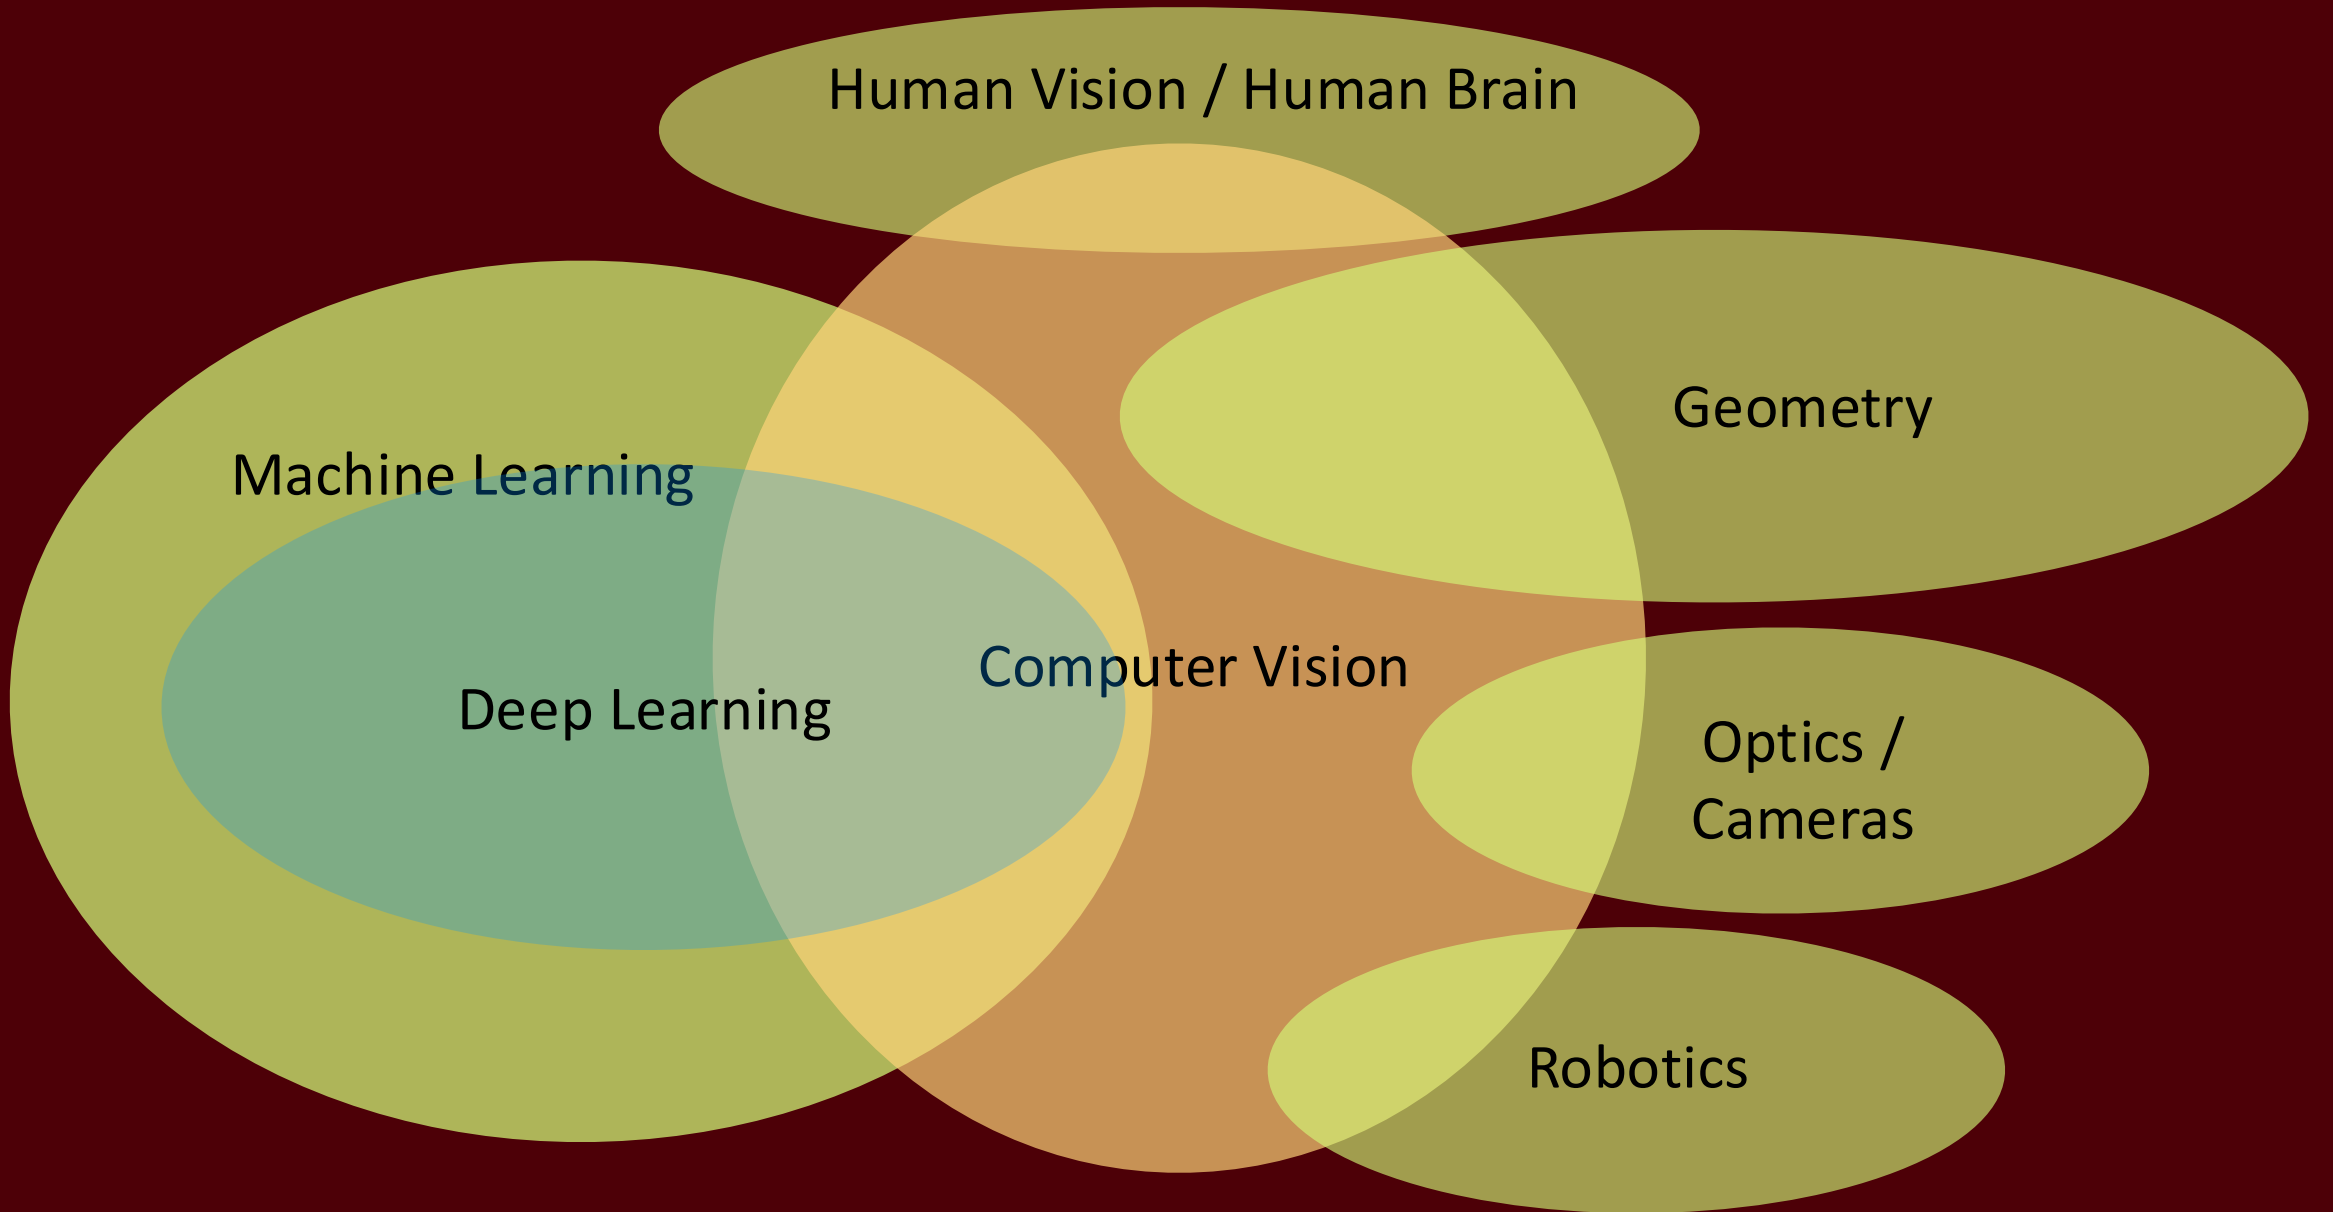 Human Vision / Human Brain
Geometry
Machine Learning
Computer Vision
Deep Learning
Optics /
Cameras
Robotics